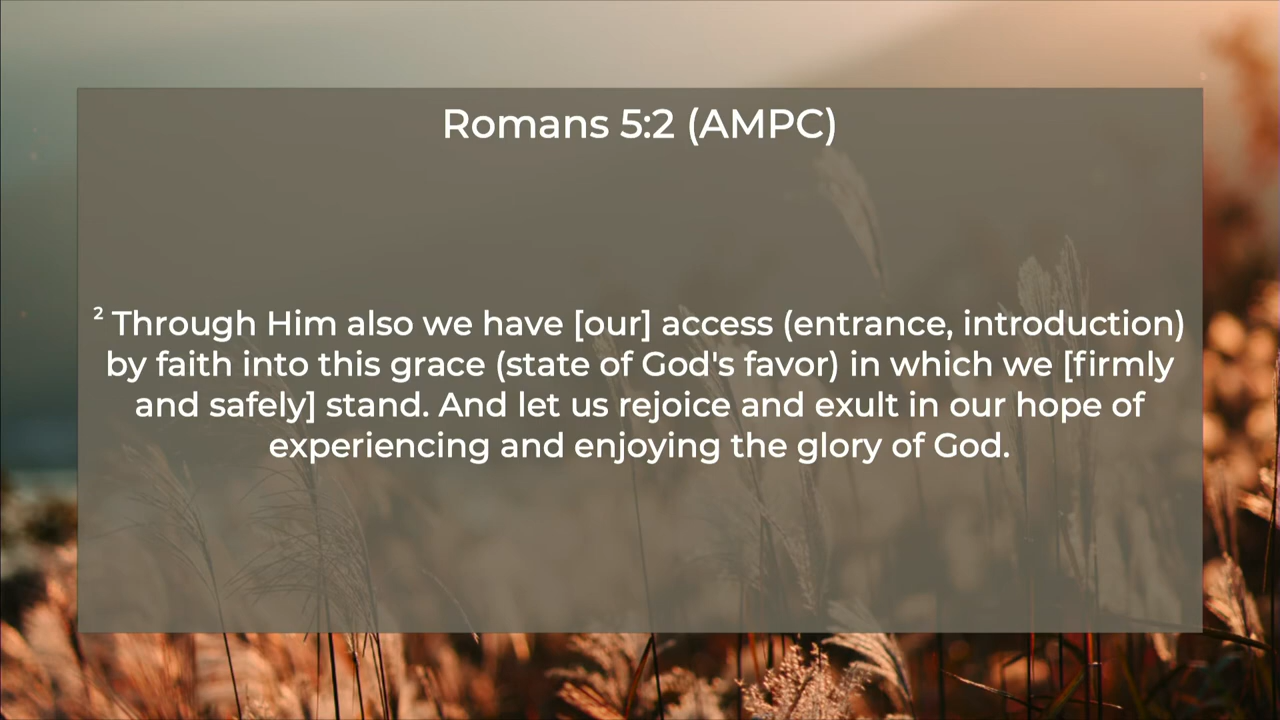 Romans 5:2 (AMPC)
² Through Him also we have [our] access (entrance, introduction)
by faith into this grace (state of God's favor) in which we [firmly
and safely] stand. And let us rejoice and exult in our hope of
experiencing and enjoying the glory of God.